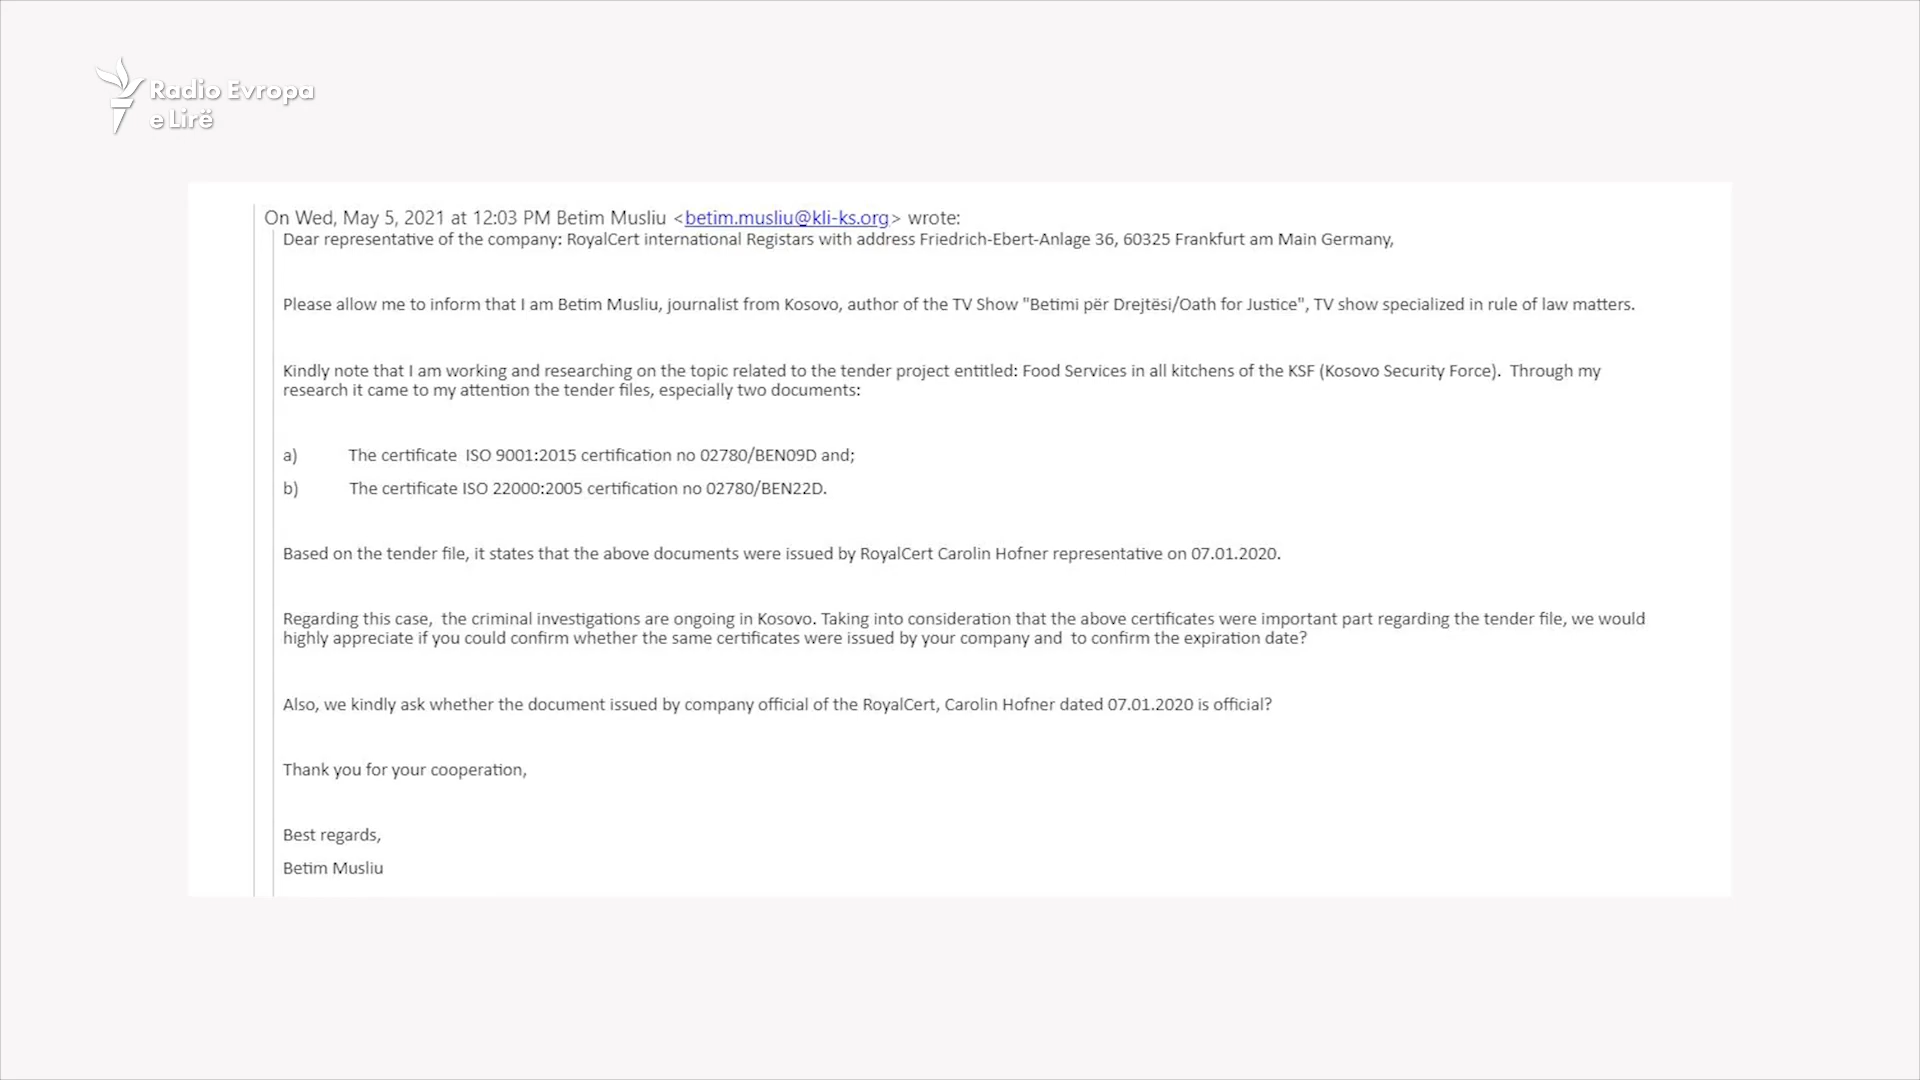 Radio Evropa
e Lirë
On Wed, May 5, 2021 at 12:03 PM Betim Musliu <betim.musliu@kli-ks.org> wrote:
Dear representative of the company: RoyalCert international Registars with address Friedrich-Ebert-Anlage 36, 60325 Frankfurt am Main Germany,
Please allow me to inform that I am Betim Musliu, journalist from Kosovo, author of the TV Show "Betimi për Drejtësi/Oath for Justice", TV show specialized in rule of law matters.
Kindly note that I am working and researching on the topic related to the tender project entitled: Food Services in all kitchens of the KSF (Kosovo Security Force).  Through my
research it came to my attention the tender files, especially two documents:
a) The certificate  ISO 9001:2015 certification no 02780/BEN09D and;
b) The certificate ISO 22000:2005 certification no 02780/BEN22D.
Based on the tender file, it states that the above documents were issued by RoyalCert Carolin Hofner representative on 07.01.2020.
Regarding this case,  the criminal investigations are ongoing in Kosovo. Taking into consideration that the above certificates were important part regarding the tender file, we would
highly appreciate if you could confirm whether the same certificates were issued by your company and  to confirm the expiration date?
Also, we kindly ask whether the document issued by company official of the RoyalCert, Carolin Hofner dated 07.01.2020 is official?
Thank you for your cooperation,
Best regards,
Betim Musliu